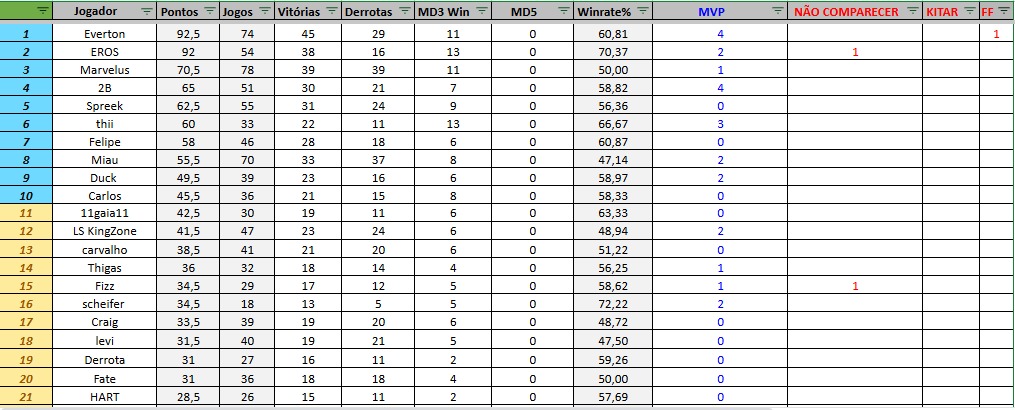 Jogador Pontos Jogos Vitórias Derrotas MD3 Win MD5 Winrate% MVP NÃO COMPARECER KITAR FF
1 Everton 92,5 74 45 29 11 0 60,81 4 1
2 EROS 92 54 38 16 13 0 70,37 2 1
3 Marvelus 70,5 78 39 39 11 0 50,00 1
4 2B 65 51 30 21 7 0 58,82 4
5 Spreek 62,5 55 31 24 9 0 56,36 0
6 thii 60 33 22 11 13 0 66,67 3
7 Felipe 58 46 28 18 6 0 60,87 0
8 Miau 55,5 70 33 37 8 0 47,14 2
9 Duck 49,5 39 23 16 6 0 58,97 2
10 Carlos 45,5 36 21 15 8 0 58,33 0
11 11gaia11 42,5 30 19 11 6 0 63,33 0
12 LS KingZone 41,5 47 23 24 6 0 48,94 2
13 carvalho 38,5 41 21 20 6 0 51,22 0
14 Thigas 36 32 18 14 4 0 56,25 1
15 Fizz 34,5 29 17 12 5 0 58,62 1 1
16 scheifer 34,5 18 13 5 5 0 72,22 2
17 Craig 33,5 39 19 20 6 0 48,72 0
18 levi 31,5 40 19 21 5 0 47,50 0
19 Derrota 31 27 16 11 2 0 59,26 0
20 Fate 31 36 18 18 4 0 50,00 0
21 HART 28,5 26 15 11 2 0 57,69 0